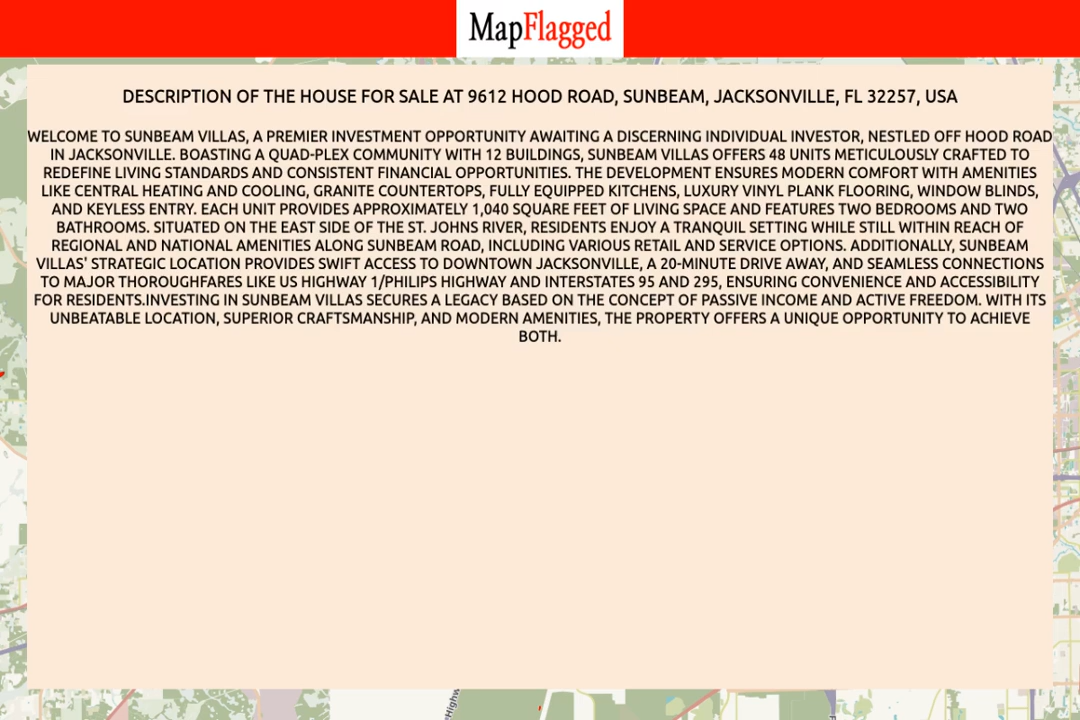 MapFlagged
DESCRIPTION OF THE HOUSE FOR SALE AT 9612 HOOD ROAD, SUNBEAM, JACKSONVILLE, FL 32257, USA
WELCOME TO SUNBEAM VILLAS, A PREMIER INVESTMENT OPPORTUNITY AWAITING A DISCERNING INDIVIDUAL INVESTOR, NESTLED OFF HOOD ROAD
IN JACKSONVILLE. BOASTING A QUAD-PLEX COMMUNITY WITH 12 BUILDINGS, SUNBEAM VILLAS OFFERS 48 UNITS METICULOUSLY CRAFTED TO
REDEFINE LIVING STANDARDS AND CONSISTENT FINANCIAL OPPORTUNITIES. THE DEVELOPMENT ENSURES MODERN COMFORT WITH AMENITIES
LIKE CENTRAL HEATING AND COOLING, GRANITE COUNTERTOPS, FULLY EQUIPPED KITCHENS, LUXURY VINYL PLANK FLOORING, WINDOW BLINDS,
AND KEYLESS ENTRY. EACH UNIT PROVIDES APPROXIMATELY 1,040 SQUARE FEET OF LIVING SPACE AND FEATURES TWO BEDROOMS AND TWO
BATHROOMS. SITUATED ON THE EAST SIDE OF THE ST. JOHNS RIVER, RESIDENTS ENJOY A TRANQUIL SETTING WHILE STILL WITHIN REACH OF
REGIONAL AND NATIONAL AMENITIES ALONG SUNBEAM ROAD, INCLUDING VARIOUS RETAIL AND SERVICE OPTIONS. ADDITIONALLY, SUNBEAM
VILLAS' STRATEGIC LOCATION PROVIDES SWIFT ACCESS TO DOWNTOWN JACKSONVILLE, A 20-MINUTE DRIVE AWAY, AND SEAMLESS CONNECTIONS
TO MAJOR THOROUGHFARES LIKE US HIGHWAY 1/PHILIPS HIGHWAY AND INTERSTATES 95 AND 295, ENSURING CONVENIENCE AND ACCESSIBILITY
FOR RESIDENTS.INVESTING IN SUNBEAM VILLAS SECURES A LEGACY BASED ON THE CONCEPT OF PASSIVE INCOME AND ACTIVE FREEDOM. WITH ITS
UNBEATABLE LOCATION, SUPERIOR CRAFTSMANSHIP, AND MODERN AMENITIES, THE PROPERTY OFFERS A UNIQUE OPPORTUNITY TO ACHIEVE
BOTH.